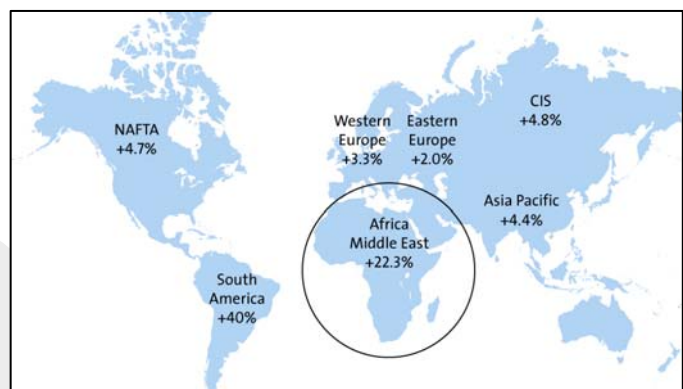 NAFTA
+4.7%
Western
Europe
+3.3%
Eastern
Europe
+2.0%
CIS
+4.8%
Asia Pacific
+4.4%
Africa
Middle East
+22.3%
South
America
+40%